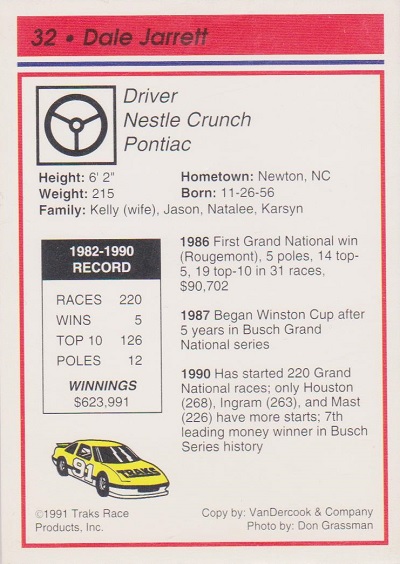 32 • Dale Jarrett
Driver
Nestle Crunch
Pontiac
Height: 6' 2"
Weight: 215
Hometown: Newton, NC
Born: 11-26-56
Family: Kelly (wife), Jason, Natalee, Karsyn
1982-1990
RECORD
RACES 220
WINS 5
TOP 10 126
POLES 12
WINNINGS
$623,991
1986 First Grand National win
(Rougemont), 5 poles, 14 top-
5, 19 top-10 in 31 races,
$90,702
1987 Began Winston Cup after
5 years in Busch Grand
National series
1990 Has started 220 Grand
National races; only Houston
(268), Ingram (263), and Mast
(226) have more starts; 7th
leading money winner in Busch
Series history
91
TRAKS
©1991 Traks Race
Products, Inc.
Copy by: VanDercook & Company
Photo by: Don Grassman